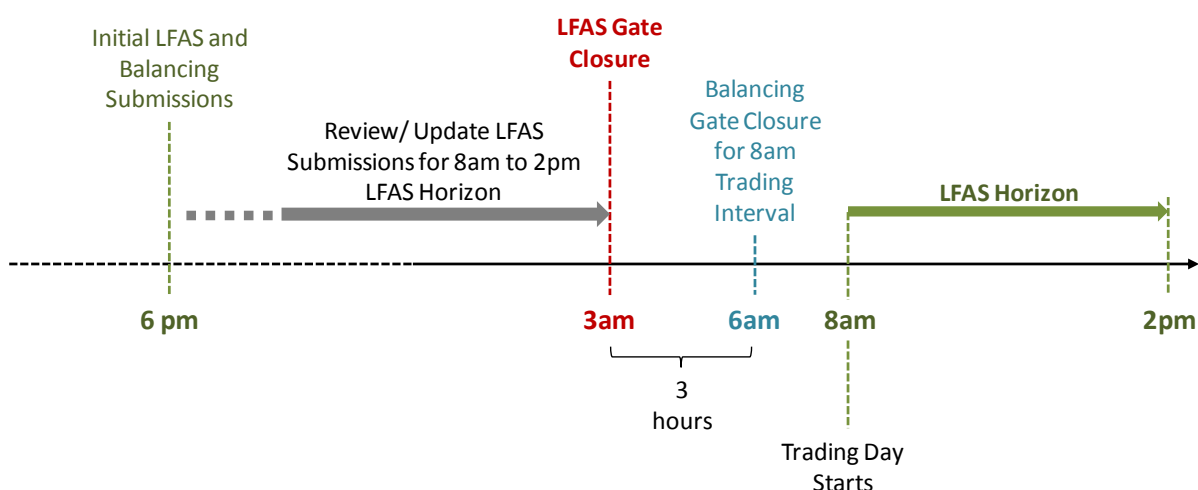 Initial LFAS and
Balancing
Submissions
Review/ Update LFAS
Submissions for 8am to 2pm
LFAS Horizon
LFAS Gate
Closure
Balancing
Gate Closure
for 8am
Trading
Interval
LFAS Horizon
6 pm
3am
6am
8am
2pm
3
hours
Trading Day
Starts